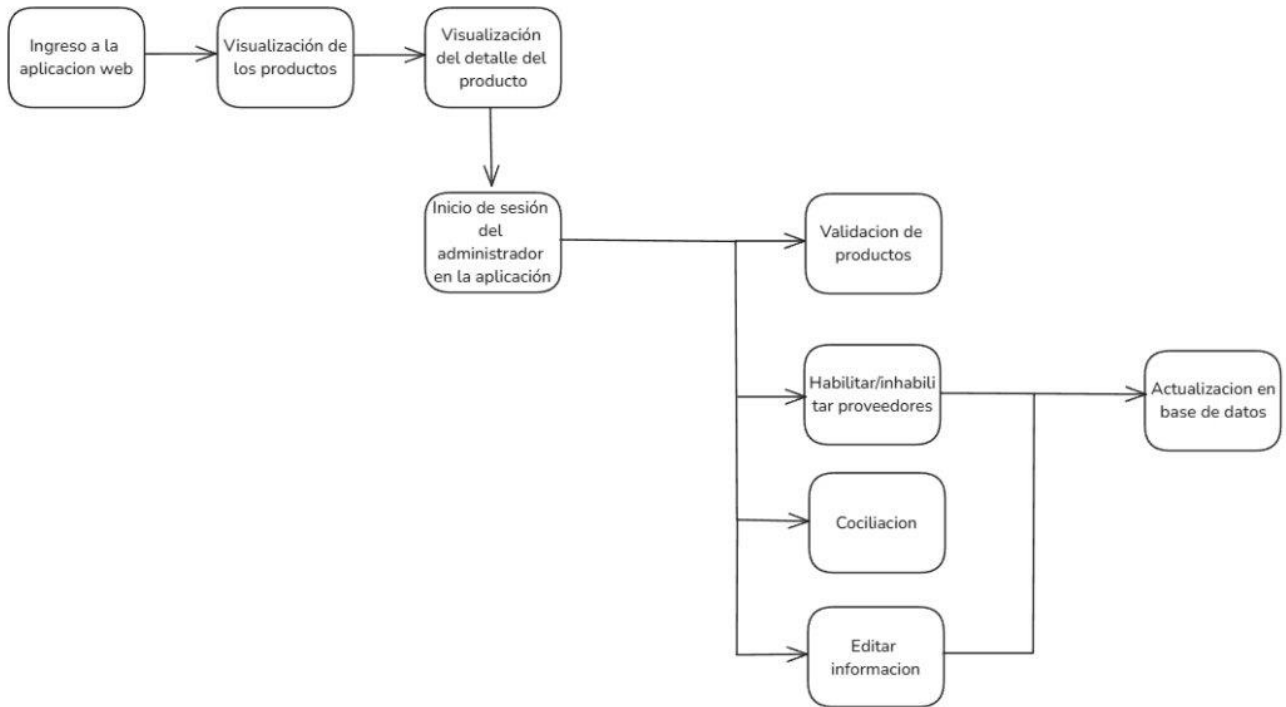 Ingreso a la
aplicacion web
Visualización de
los productos
Visualización
del detalle del
producto
Inicio de sesión
del
administrador
en la aplicación
Validacion de
productos
Habilitar/inhabili
tar proveedores
Actualizacion en
base de datos
Cociliacion
Editar
informacion